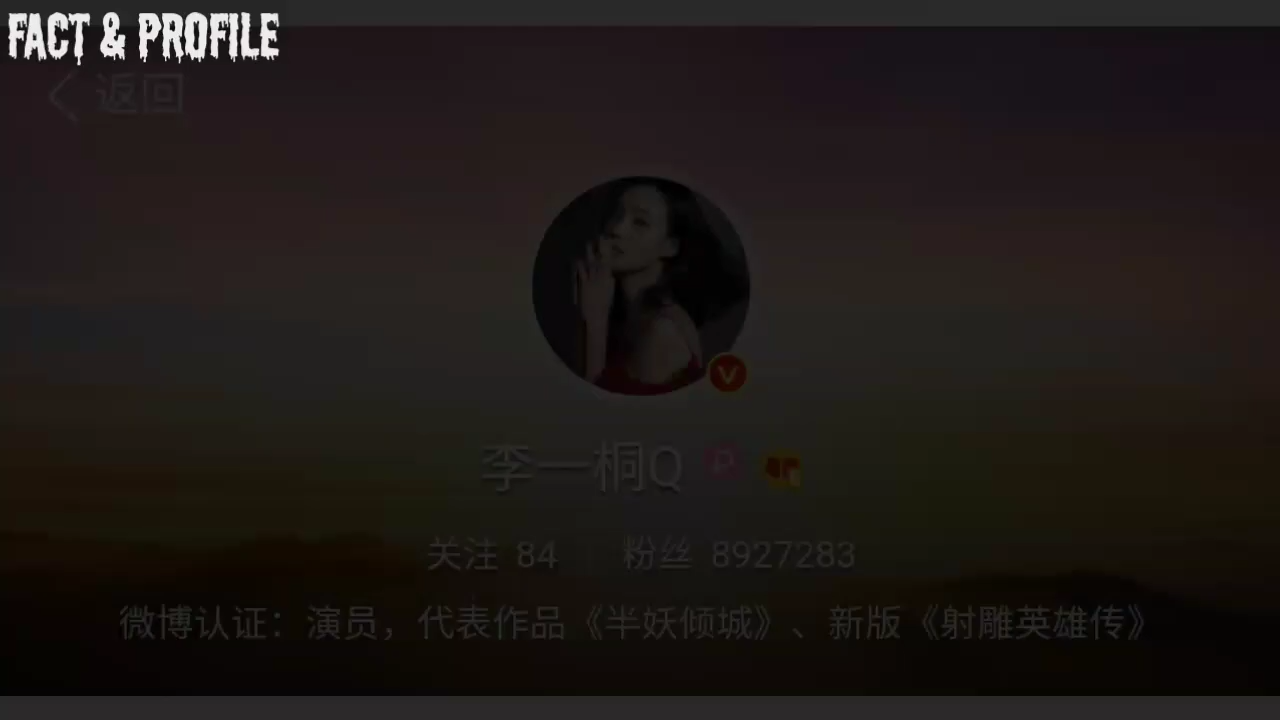 FACT & PROFILE
返回
李一桐Q
关注 84 粉丝 8927283
微博认证：演员，代表作品《半妖倾城》、新版《射雕英雄传》